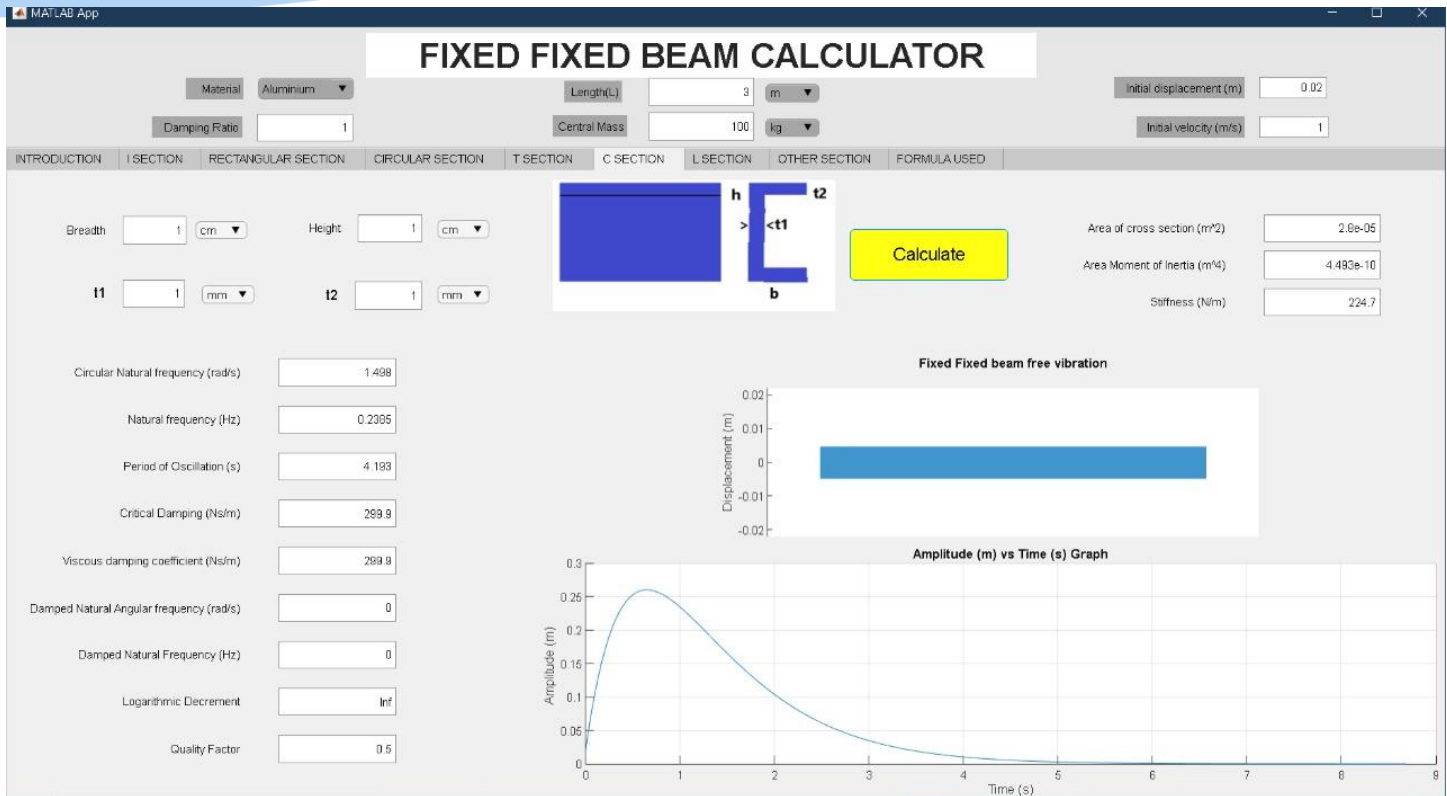 MATLAB App
FIXED FIXED BEAM CALCULATOR
Material Aluminium Length(L) 3 m Initial displacement (m) 0.02
Damping Ratio 1 Central Mass 100 kg Initial velocity (m/s) 1
INTRODUCTION I SECTION RECTANGULAR SECTION CIRCULAR SECTION T SECTION C SECTION L SECTION OTHER SECTION FORMULA USED
Breadth 1 cm Height 1 cm
t1 1 mm t2 1 mm
h t2
> <t1
b
Calculate
Area of cross section (m^2) 2.8e-05
Area Moment of Inertia (m^4) 4.493e-10
Stiffness (N/m) 224.7
Circular Natural frequency (rad/s) 1.498
Natural frequency (Hz) 0.2385
Period of Oscillation (s) 4.193
Critical Damping (Ns/m) 299.9
Viscous damping coefficient (Ns/m) 299.9
Damped Natural Angular frequency (rad/s) 0
Damped Natural Frequency (Hz) 0
Logarithmic Decrement Inf
Quality Factor 0.5
Fixed Fixed beam free vibration
Displacement (m)
0.02
0.01
0
-0.01
-0.02
Amplitude (m) vs Time (s) Graph
Amplitude (m)
0.3
0.25
0.2
0.15
0.1
0.05
0
0 1 2 3 4 5 6 7 8 9
Time (s)